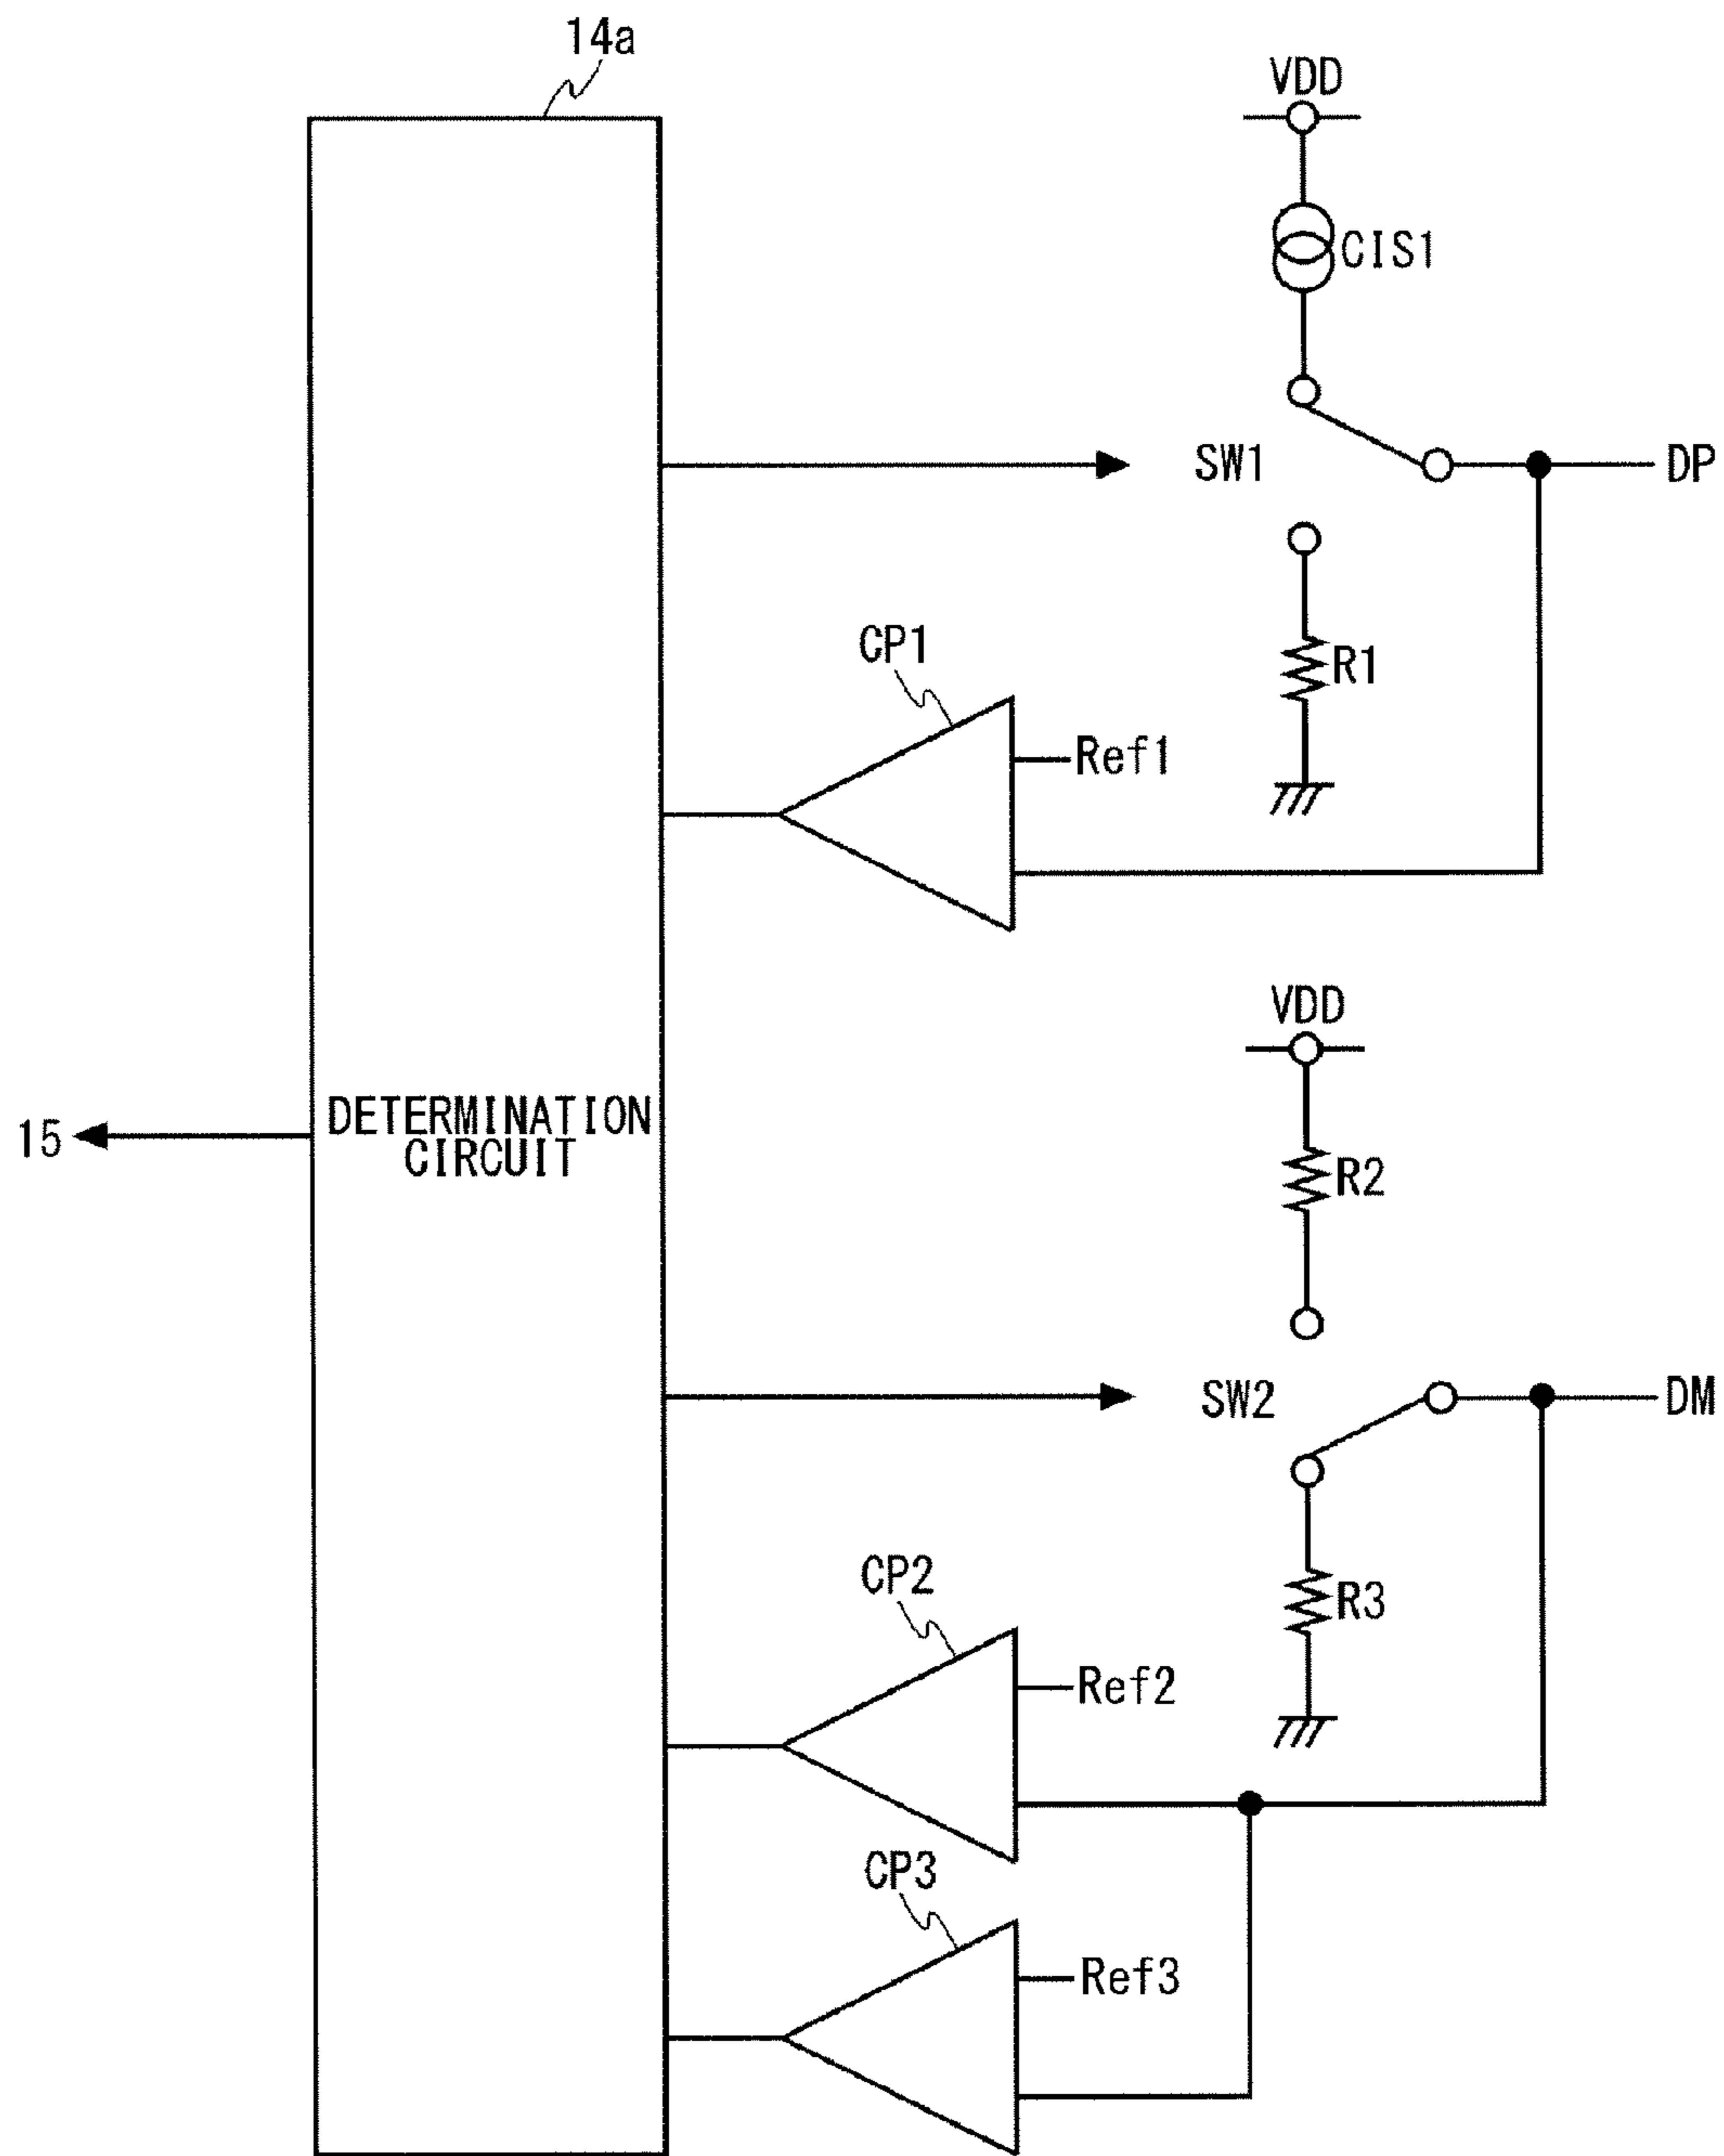 14a
VDD
CIS1
SW1
DP
R1
CP1
Ref1
VDD
15
DETERMINATION
CIRCUIT
R2
SW2
DM
R3
CP2
Ref2
CP3
Ref3